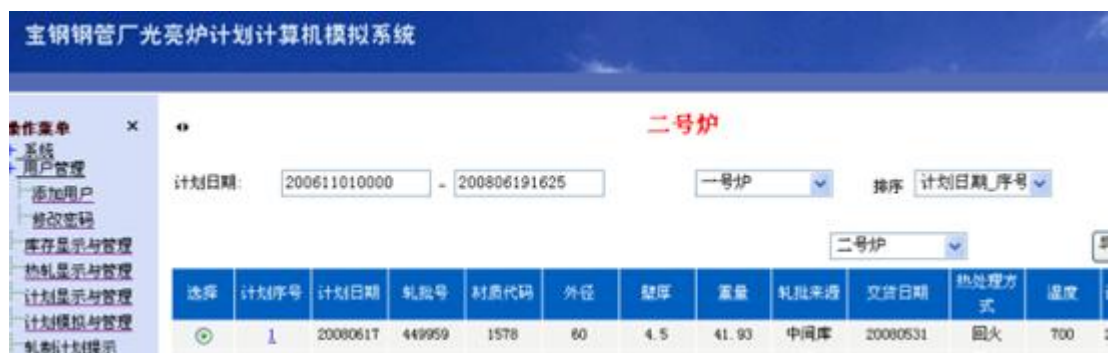 宝钢钢管厂光亮炉计划计算机模拟系统
操作菜单 ×
二号炉
系统
用户管理
添加用户
修改密码
库存显示与管理
热轧显示与管理
计划显示与管理
计划模拟与管理
轧制计划提示
计划日期: 200611010000 - 200806191625 一号炉 排序 计划日期_序号
二号炉
选择 计划序号 计划日期 轧批号 材质代码 外径 壁厚 重量 轧批来源 交货日期 热处理方式 温度
1 20080617 449959 1578 60 4.5 41.93 中间库 20080531 回火 700